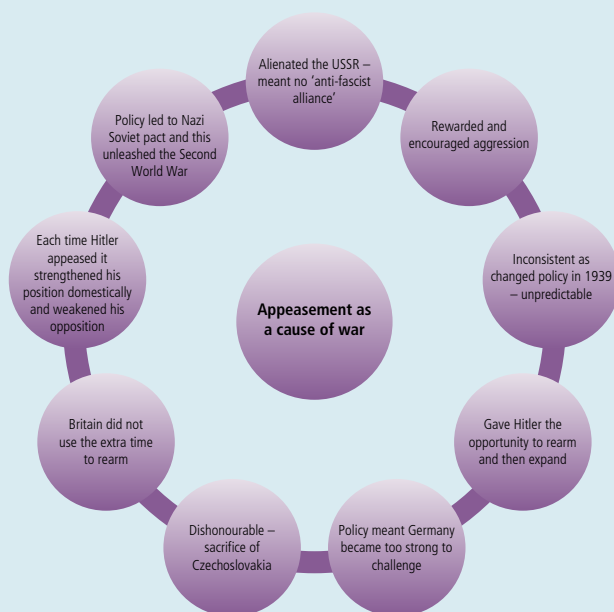 Alienated the USSR –
meant no ‘anti-fascist
alliance’
Rewarded and
encouraged aggression
Inconsistent as
changed policy in 1939
– unpredictable
Gave Hitler the
opportunity to rearm
and then expand
Policy meant Germany
became too strong to
challenge
Dishonourable –
sacrifice of
Czechoslovakia
Britain did not
use the extra time
to rearm
Each time Hitler
appeased it
strengthened his
position domestically
and weakened his
opposition
Policy led to Nazi
Soviet pact and this
unleashed the Second
World War
Appeasement as
a cause of war